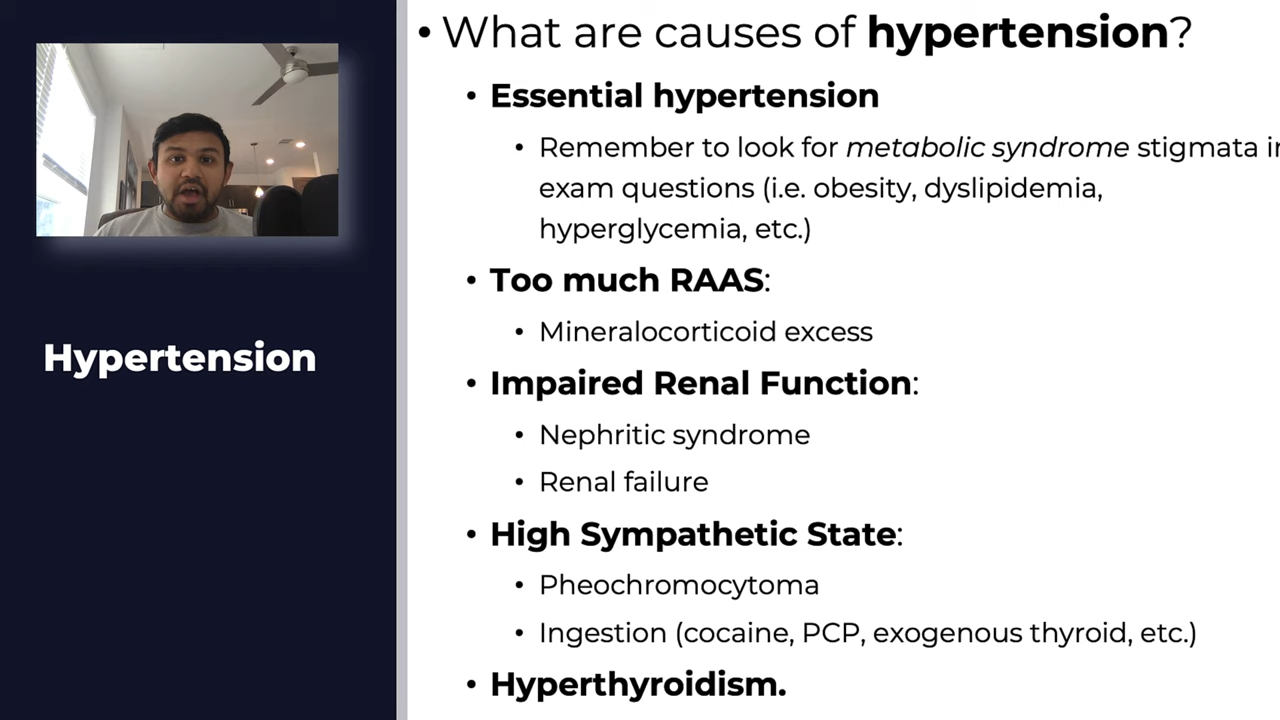 Hypertension
• What are causes of hypertension?
• Essential hypertension
• Remember to look for metabolic syndrome stigmata in
exam questions (i.e. obesity, dyslipidemia,
hyperglycemia, etc.)
• Too much RAAS:
• Mineralocorticoid excess
• Impaired Renal Function:
• Nephritic syndrome
• Renal failure
• High Sympathetic State:
• Pheochromocytoma
• Ingestion (cocaine, PCP, exogenous thyroid, etc.)
• Hyperthyroidism.